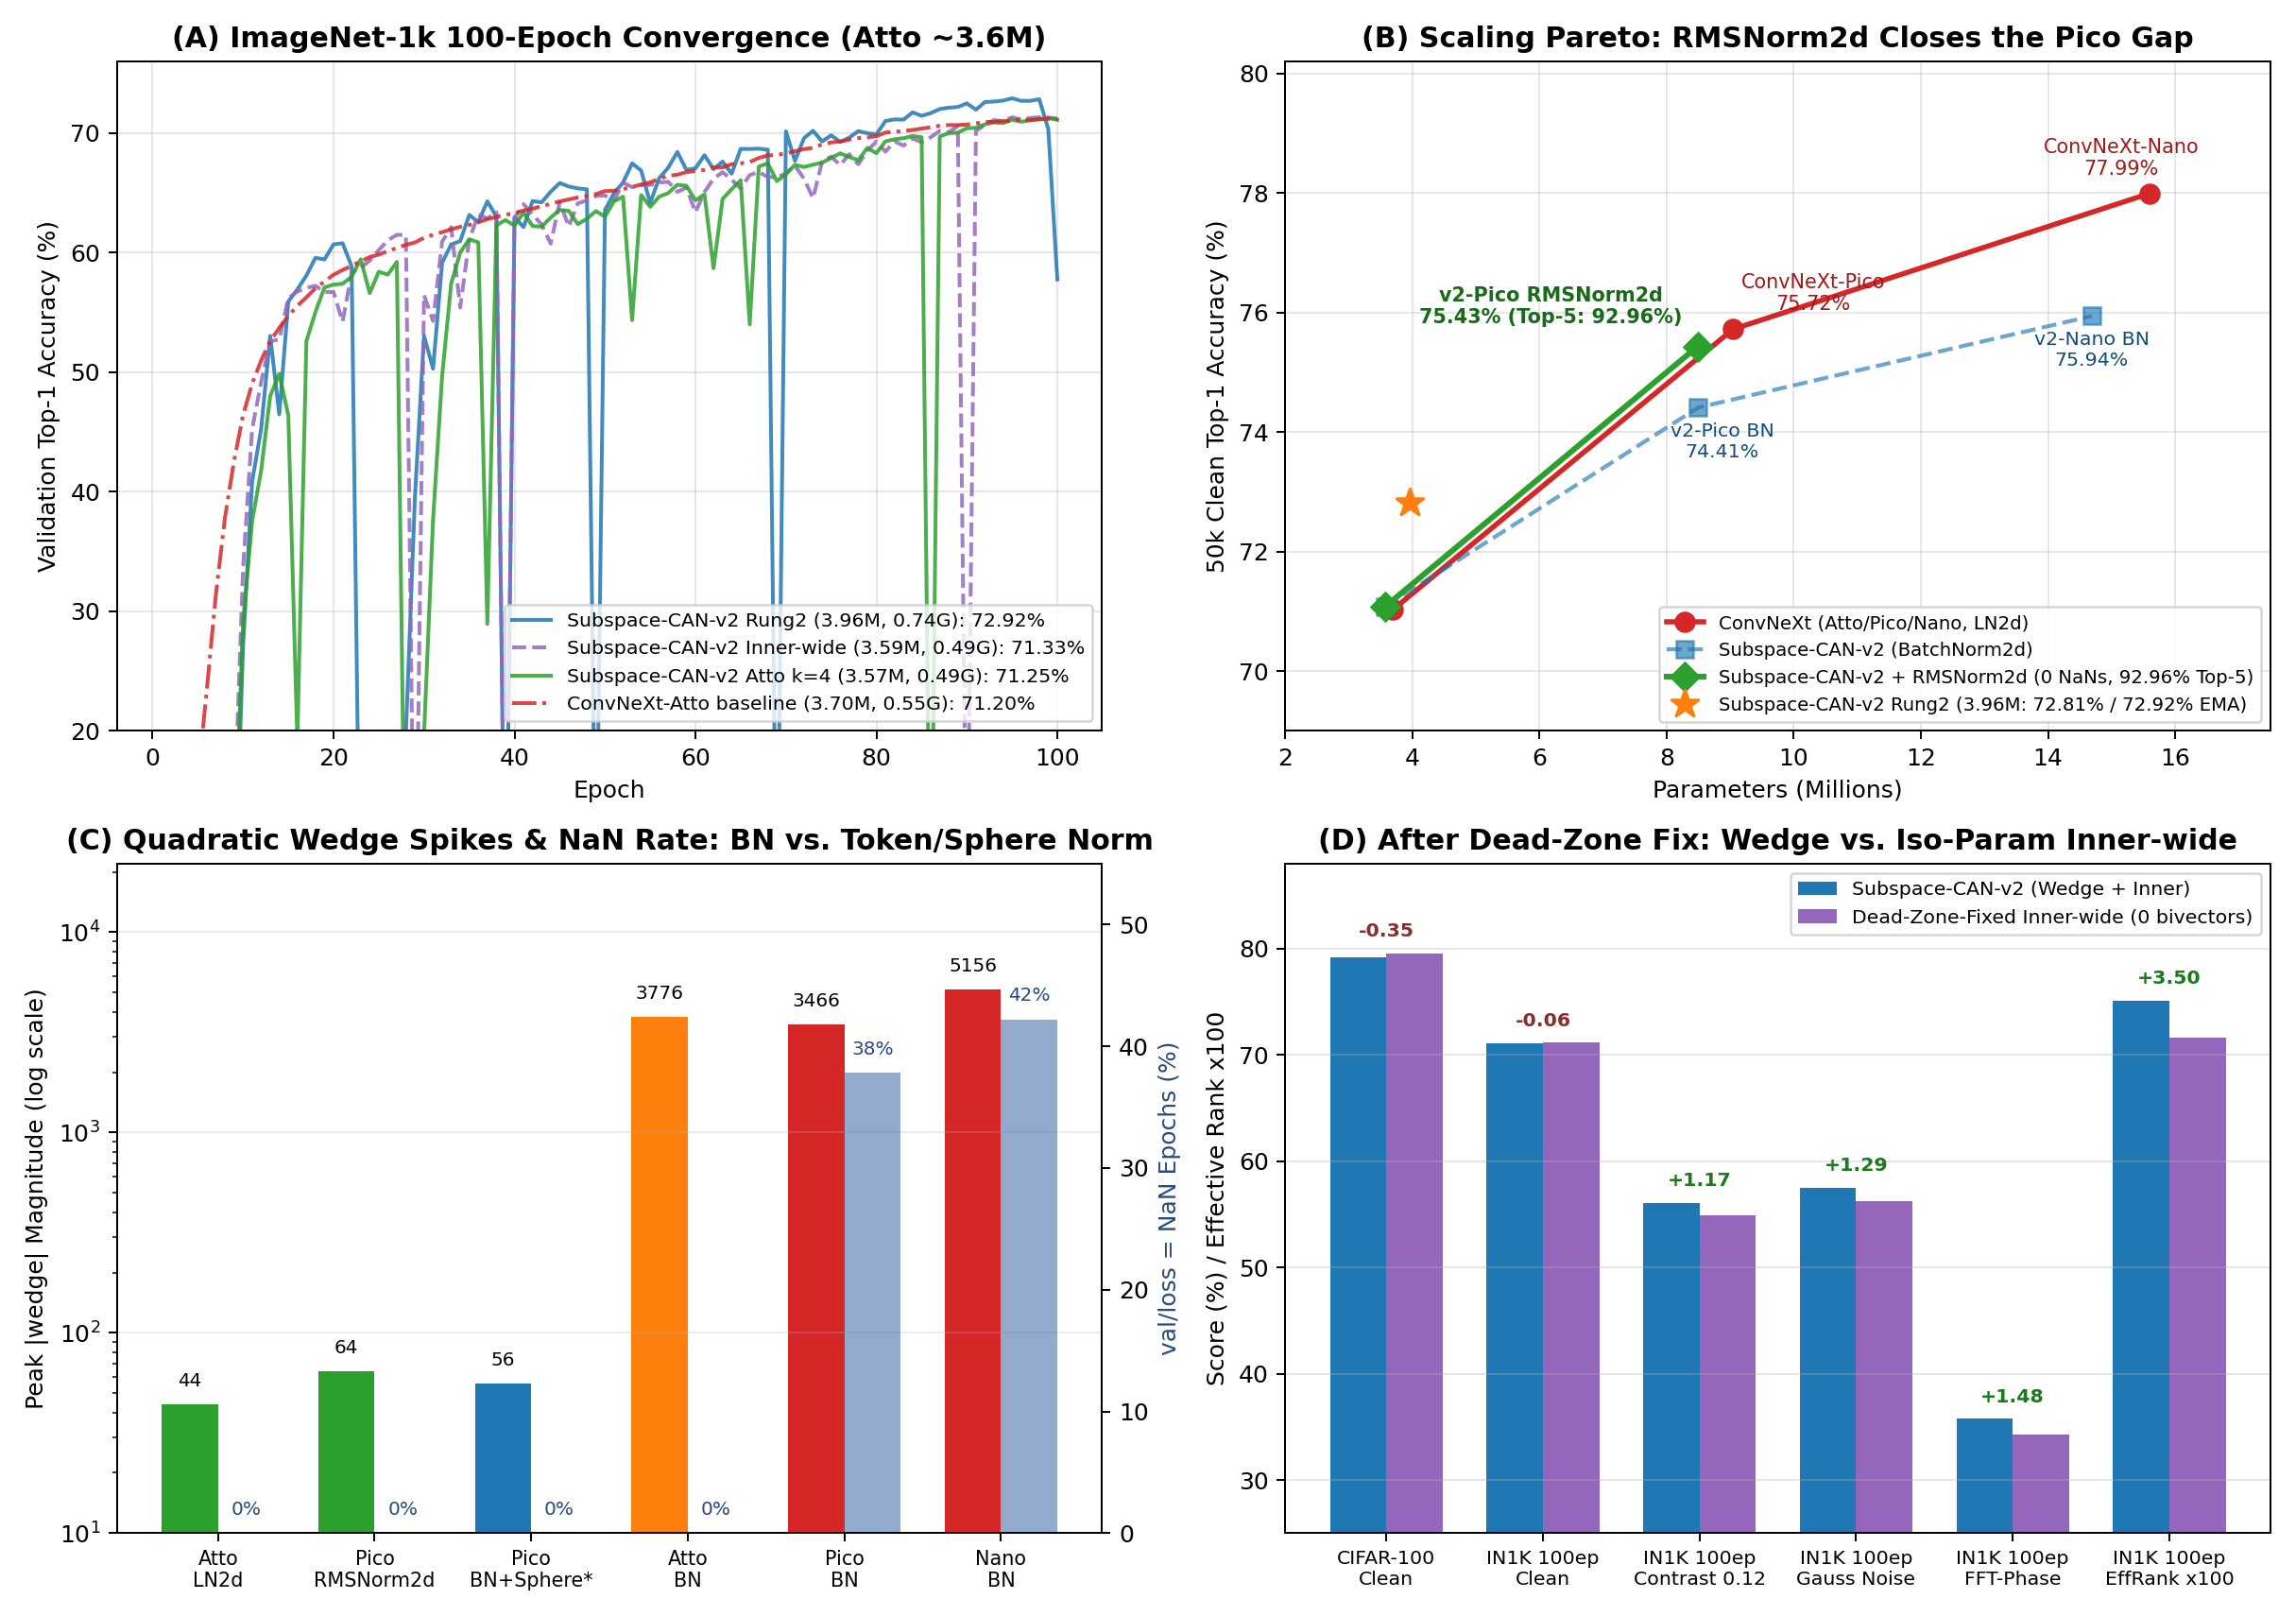 (A) ImageNet-1k 100-Epoch Convergence (Atto ~3.6M)
Validation Top-1 Accuracy (%)
70
60
50
40
30
20
0
20
40
60
80
100
Epoch
Subspace-CAN-v2 Rung2 (3.96M, 0.74G): 72.92%
Subspace-CAN-v2 Inner-wide (3.59M, 0.49G): 71.33%
Subspace-CAN-v2 Atto k=4 (3.57M, 0.49G): 71.25%
ConvNeXt-Atto baseline (3.70M, 0.55G): 71.20%
(B) Scaling Pareto: RMSNorm2d Closes the Pico Gap
50k Clean Top-1 Accuracy (%)
80
78
76
74
72
70
2
4
6
8
10
12
14
16
Parameters (Millions)
ConvNeXt-Nano
77.99%
ConvNeXt-Pico
75.72%
v2-Pico RMSNorm2d
75.43% (Top-5: 92.96%)
v2-Nano BN
75.94%
v2-Pico BN
74.41%
ConvNeXt (Atto/Pico/Nano, LN2d)
Subspace-CAN-v2 (BatchNorm2d)
Subspace-CAN-v2 + RMSNorm2d (0 NaNs, 92.96% Top-5)
Subspace-CAN-v2 Rung2 (3.96M: 72.81% / 72.92% EMA)
(C) Quadratic Wedge Spikes & NaN Rate: BN vs. Token/Sphere Norm
Peak |wedge| Magnitude (log scale)
10⁴
10³
10²
10¹
44
0%
64
0%
56
0%
3776
0%
3466
38%
5156
42%
50
40
30
20
10
0
val/loss = NaN Epochs (%)
Atto
LN2d
Pico
RMSNorm2d
Pico
BN+Sphere*
Atto
BN
Pico
BN
Nano
BN
(D) After Dead-Zone Fix: Wedge vs. Iso-Param Inner-wide
Score (%) / Effective Rank x100
80
70
60
50
40
30
Subspace-CAN-v2 (Wedge + Inner)
Dead-Zone-Fixed Inner-wide (0 bivectors)
-0.35
-0.06
+1.17
+1.29
+1.48
+3.50
CIFAR-100
Clean
IN1K 100ep
Clean
IN1K 100ep
Contrast 0.12
IN1K 100ep
Gauss Noise
IN1K 100ep
FFT-Phase
IN1K 100ep
EffRank x100